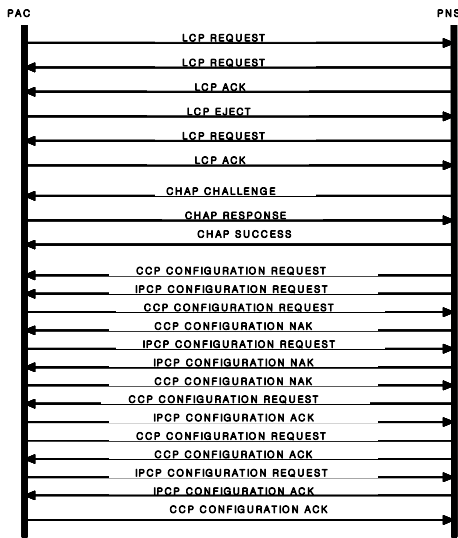 PAC PNS
LCP REQUEST
LCP REQUEST
LCP ACK
LCP EJECT
LCP REQUEST
LCP ACK
CHAP CHALLENGE
CHAP RESPONSE
CHAP SUCCESS
CCP CONFIGURATION REQUEST
IPCP CONFIGURATION REQUEST
CCP CONFIGURATION REQUEST
CCP CONFIGURATION NAK
IPCP CONFIGURATION REQUEST
IPCP CONFIGURATION NAK
CCP CONFIGURATION NAK
CCP CONFIGURATION REQUEST
IPCP CONFIGURATION ACK
CCP CONFIGURATION REQUEST
CCP CONFIGURATION ACK
IPCP CONFIGURATION REQUEST
IPCP CONFIGURATION ACK
CCP CONFIGURATION ACK